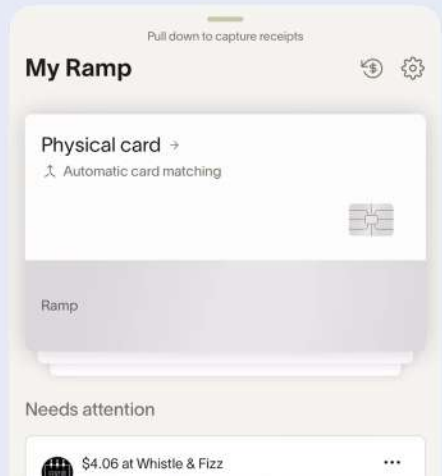 Pull down to capture receipts
My Ramp
Physical card →
Automatic card matching
Ramp
Needs attention
$4.06 at Whistle & Fizz